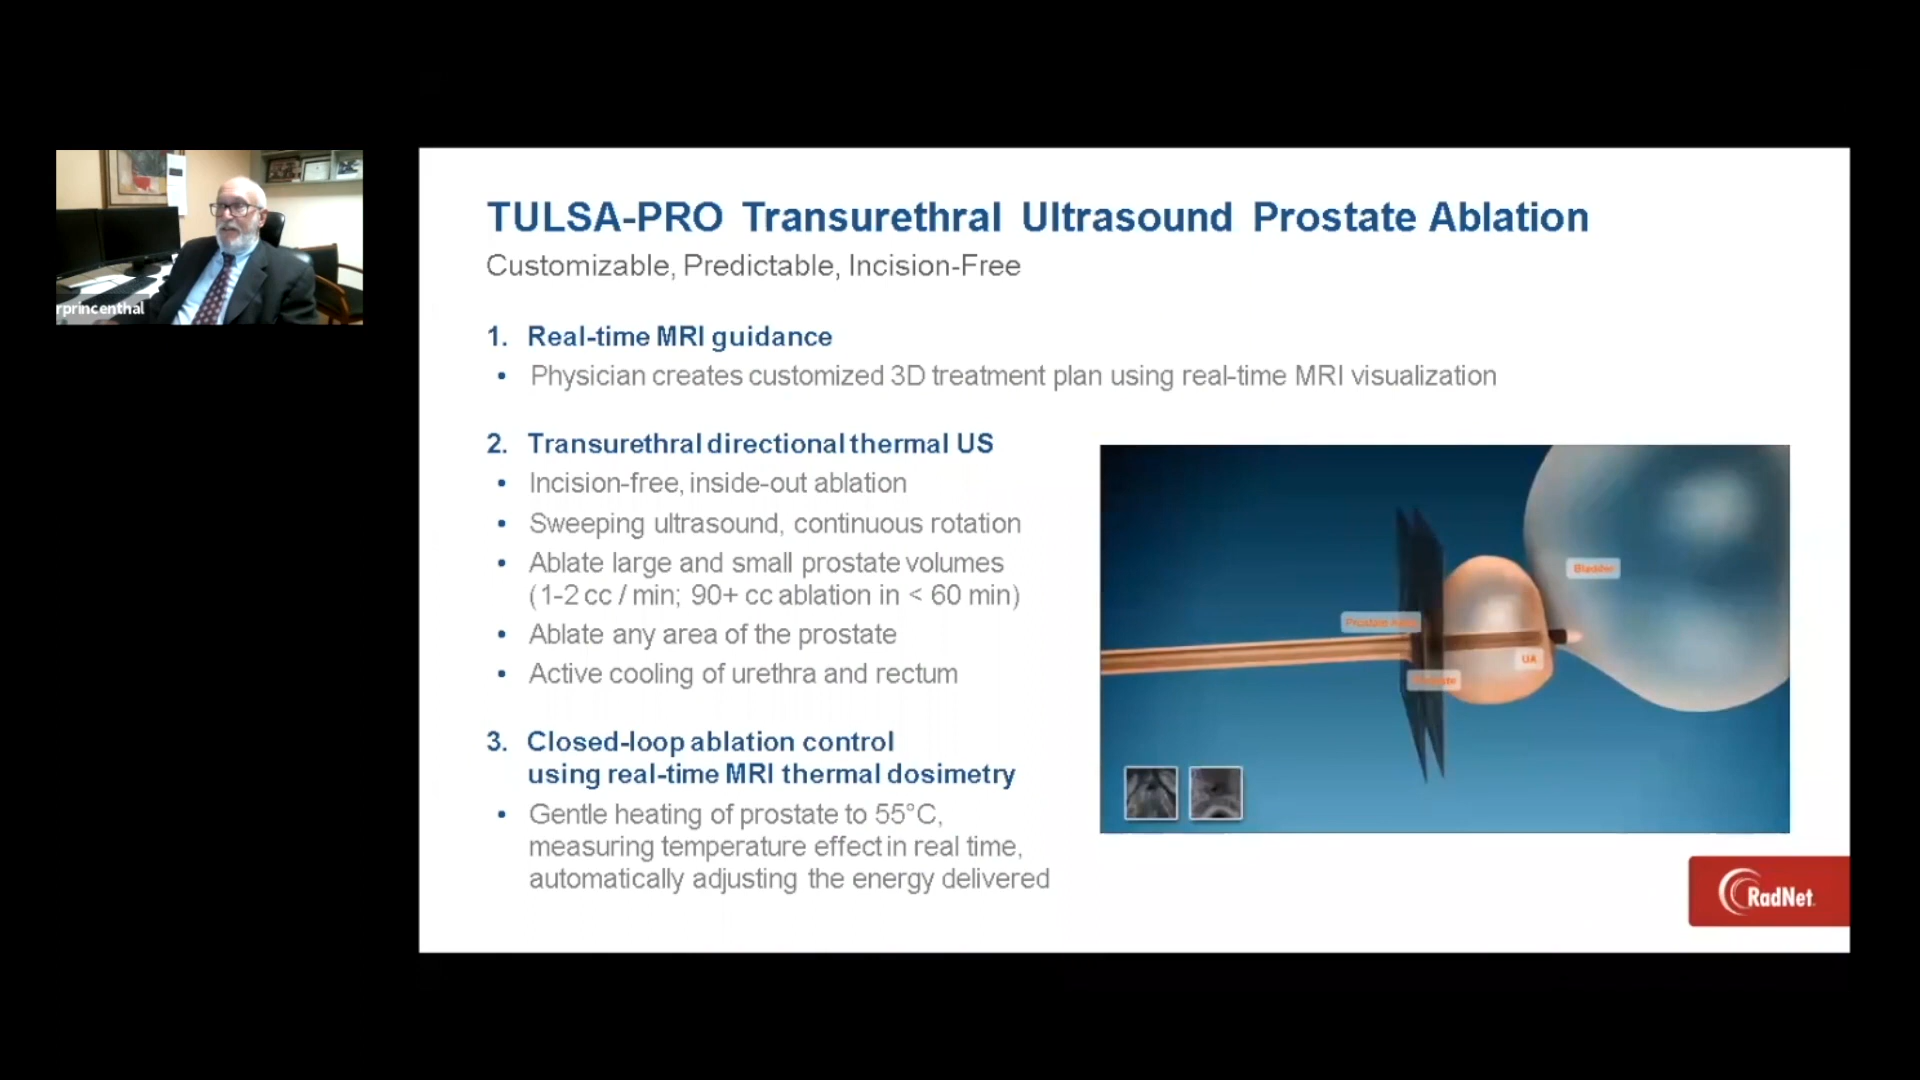 TULSA-PRO Transurethral Ultrasound Prostate Ablation
Customizable, Predictable, Incision-Free
rprincenthal
1. Real-time MRI guidance
• Physician creates customized 3D treatment plan using real-time MRI visualization
2. Transurethral directional thermal US
• Incision-free, inside-out ablation
• Sweeping ultrasound, continuous rotation
• Ablate large and small prostate volumes
(1-2 cc / min; 90+ cc ablation in < 60 min)
• Ablate any area of the prostate
• Active cooling of urethra and rectum
3. Closed-loop ablation control
using real-time MRI thermal dosimetry
• Gentle heating of prostate to 55°C,
measuring temperature effect in real time,
automatically adjusting the energy delivered
Bladder
Prostate
UA
RadNet